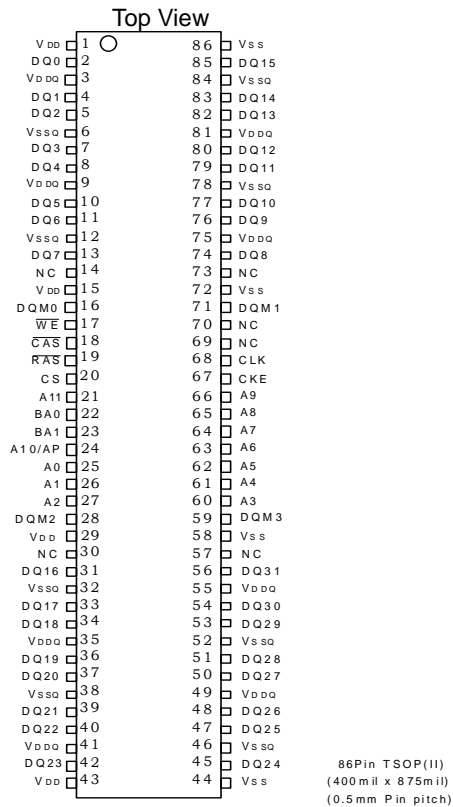 Top View
VDD 1 86 VSS
DQ0 2 85 DQ15
VDDQ 3 84 VSSQ
DQ1 4 83 DQ14
DQ2 5 82 DQ13
VSSQ 6 81 VDDQ
DQ3 7 80 DQ12
DQ4 8 79 DQ11
VDDQ 9 78 VSSQ
DQ5 10 77 DQ10
DQ6 11 76 DQ9
VSSQ 12 75 VDDQ
DQ7 13 74 DQ8
NC 14 73 NC
VDD 15 72 VSS
DQM0 16 71 DQM1
WE 17 70 NC
CAS 18 69 NC
RAS 19 68 CLK
CS 20 67 CKE
A11 21 66 A9
BA0 22 65 A8
BA1 23 64 A7
A10/AP 24 63 A6
A0 25 62 A5
A1 26 61 A4
A2 27 60 A3
DQM2 28 59 DQM3
VDD 29 58 VSS
NC 30 57 NC
DQ16 31 56 DQ31
VSSQ 32 55 VDDQ
DQ17 33 54 DQ30
DQ18 34 53 DQ29
VDDQ 35 52 VSSQ
DQ19 36 51 DQ28
DQ20 37 50 DQ27
VSSQ 38 49 VDDQ
DQ21 39 48 DQ26
DQ22 40 47 DQ25
VDDQ 41 46 VSSQ
DQ23 42 45 DQ24
VDD 43 44 VSS
86Pin TSOP(II)
(400mil x 875mil)
(0.5mm Pin pitch)